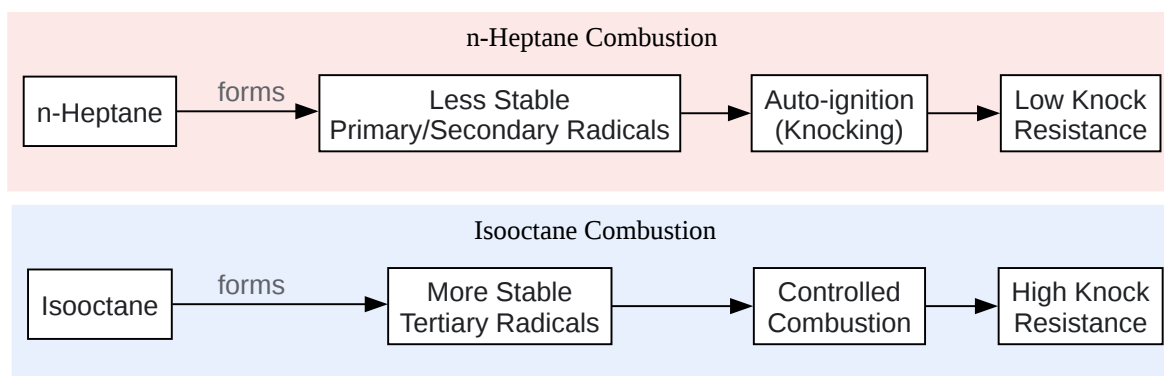 n-Heptane Combustion
n-Heptane
forms
Less Stable
Primary/Secondary Radicals
Auto-ignition
(Knocking)
Low Knock
Resistance
Isooctane Combustion
Isooctane
forms
More Stable
Tertiary Radicals
Controlled
Combustion
High Knock
Resistance